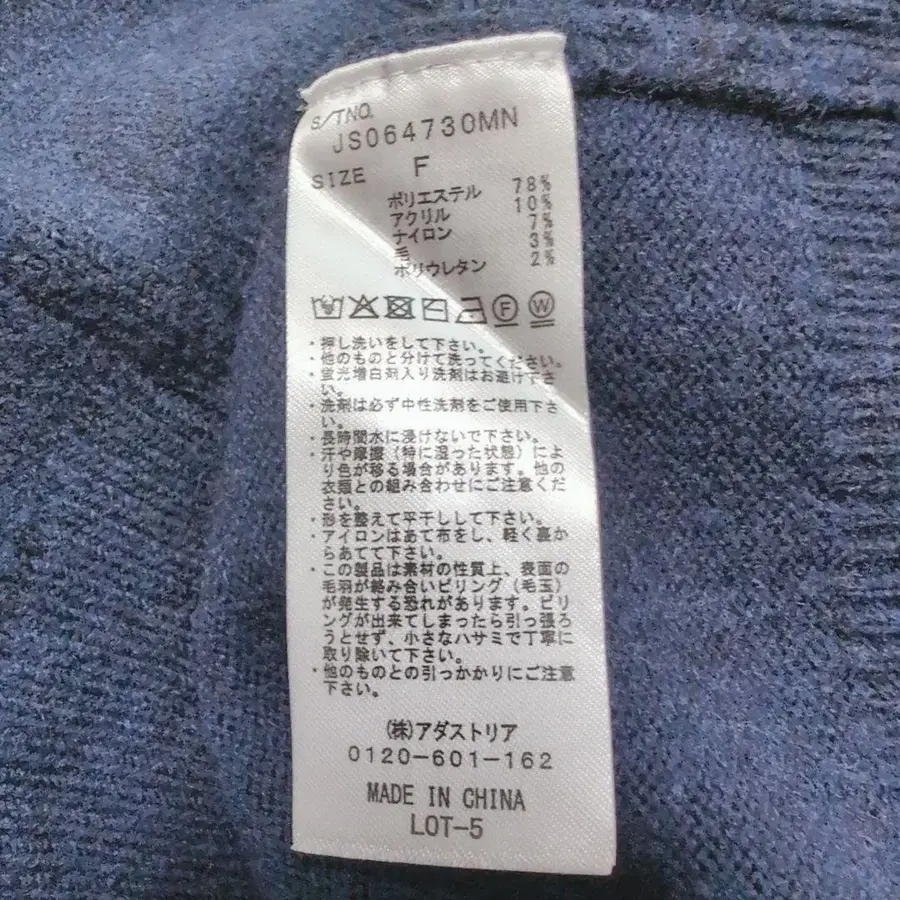 S/TNO.
JS064730MN
SIZE F
ポリエステル 78%
アクリル 10%
ナイロン 7%
毛 3%
ポリウレタン 2%
F W
・押し洗いをして下さい。
・他のものと分けて洗ってください。
・蛍光増白剤入り洗剤はお避け下さ
い。
・洗剤は必ず中性洗剤をご使用下さ
い。
・長時間水に浸けないで下さい。
・汗や摩擦（特に湿った状態）によ
り色が移る場合があります。他の
衣類との組み合わせにご注意くだ
さい。
・形を整えて平干しして下さい。
・アイロンはあて布をし、軽く裏か
らあてて下さい。
・この製品は素材の性質上、表面の
毛羽が絡み合いピリング（毛玉）
が発生する恐れがあります。ピリ
ングが出来てしまったら引っ張ろ
うとせず、小さなハサミで丁寧に
取り除いて下さい。
・他のものとの引っかかりにご注意
下さい。
(株)アダストリア
0120-601-162
MADE IN CHINA
LOT-5